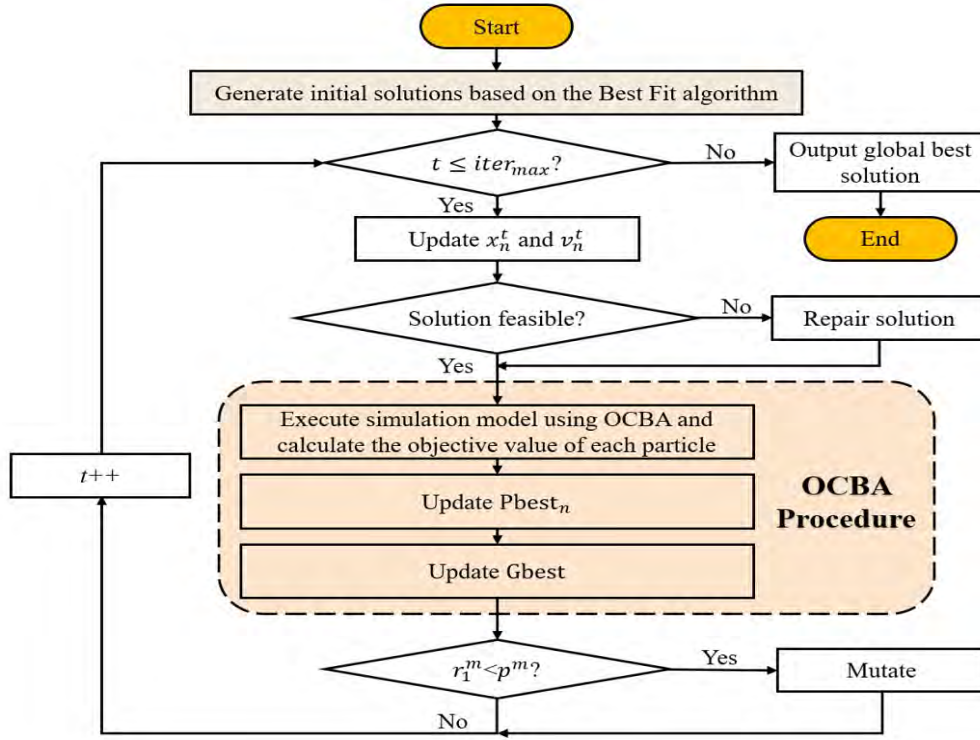 Start
Generate initial solutions based on the Best Fit algorithm
t ≤ iter_max?
No
Output global best
solution
Yes
End
Update x_n^t and v_n^t
Solution feasible?
No
Repair solution
Yes
Execute simulation model using OCBA and
calculate the objective value of each particle
t++
Update Pbest_n
OCBA
Procedure
Update Gbest
r_1^m<p^m?
Yes
Mutate
No